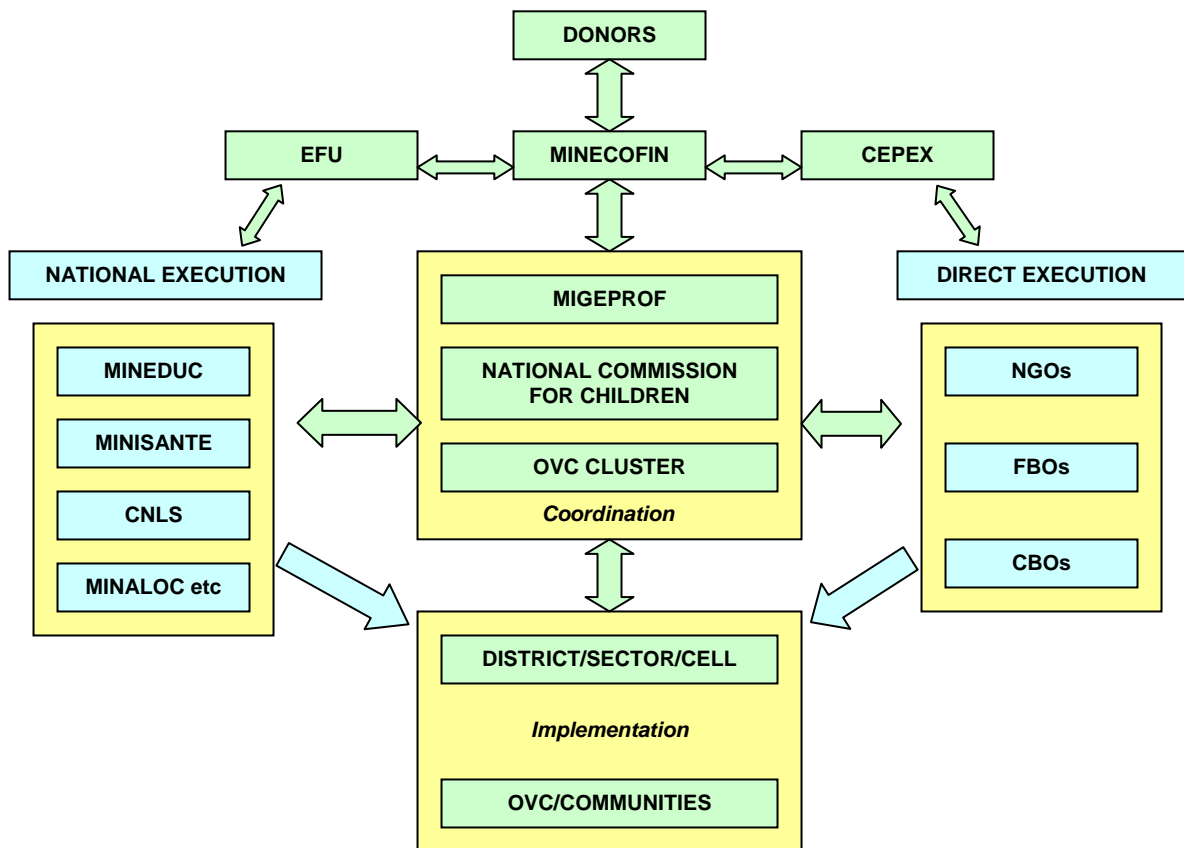 DONORS
EFU
MINECOFIN
CEPEX
NATIONAL EXECUTION
DIRECT EXECUTION
MIGEPROF
NATIONAL COMMISSION
FOR CHILDREN
OVC CLUSTER
Coordination
MINEDUC
MINISANTE
CNLS
MINALOC etc
NGOs
FBOs
CBOs
DISTRICT/SECTOR/CELL
Implementation
OVC/COMMUNITIES